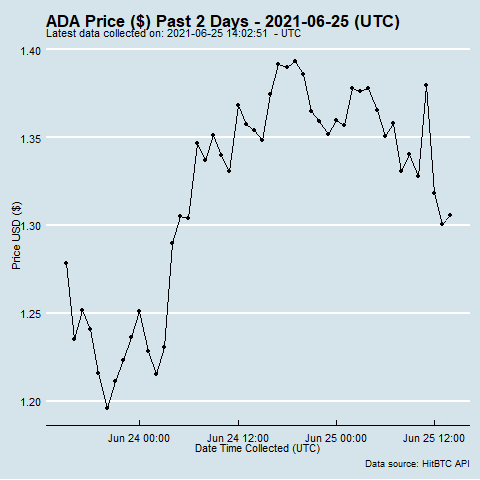 ADA Price ($) Past 2 Days - 2021-06-25 (UTC)
Latest data collected on: 2021-06-25 14:02:51 - UTC
1.40
1.35
1.30
1.25
1.20
Price USD ($)
Jun 24 00:00 Jun 24 12:00 Jun 25 00:00 Jun 25 12:00
Date Time Collected (UTC)
Data source: HitBTC API